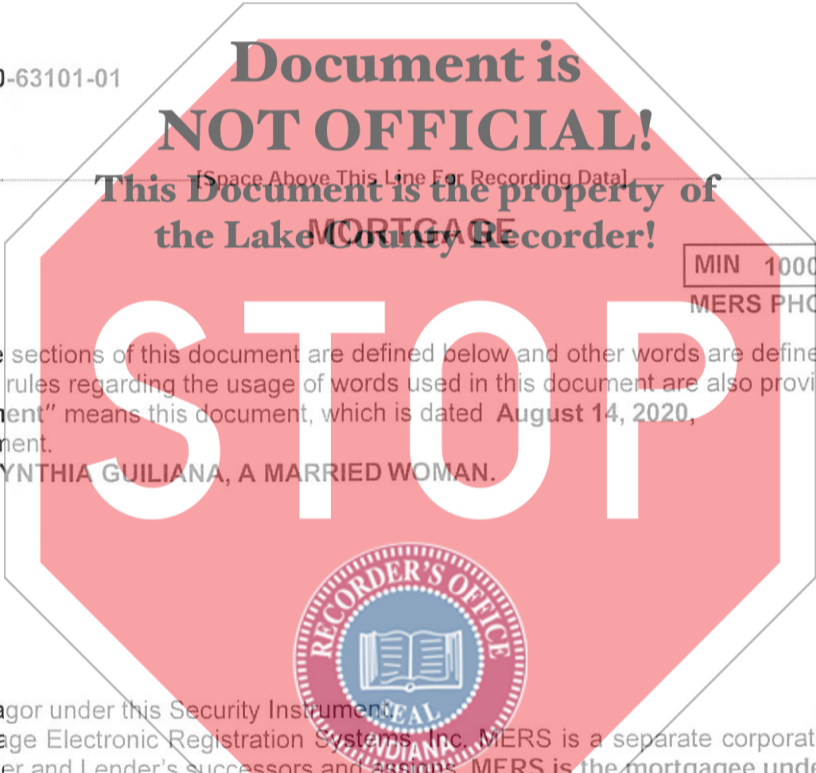 Document is
0-63101-01
NOT OFFICIAL!
[Space Above This Line For Recording Data]
This Document is the property of
MORTGAGE
the Lake County Recorder!
MIN 1000
MERS PHO
e sections of this document are defined below and other words are define
rules regarding the usage of words used in this document are also provi
ment" means this document, which is dated August 14, 2020,
ment.
YNTHIA GUILIANA, A MARRIED WOMAN.
STOP
RECORDER'S OFFICE
SEAL
INDIANA
agor under this Security Instrument.
age Electronic Registration Systems, Inc. MERS is a separate corporat
er and Lender's successors and assigns. MERS is the mortgagee unde